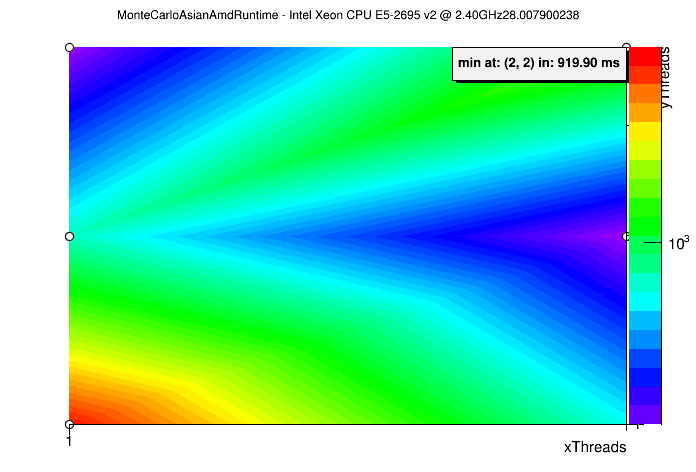 MonteCarloAsianAmdRuntime - Intel Xeon CPU E5-2695 v2 @ 2.40GHz28.007900238
min at: (2, 2) in: 919.90 ms
yThreads
10³
1
xThreads